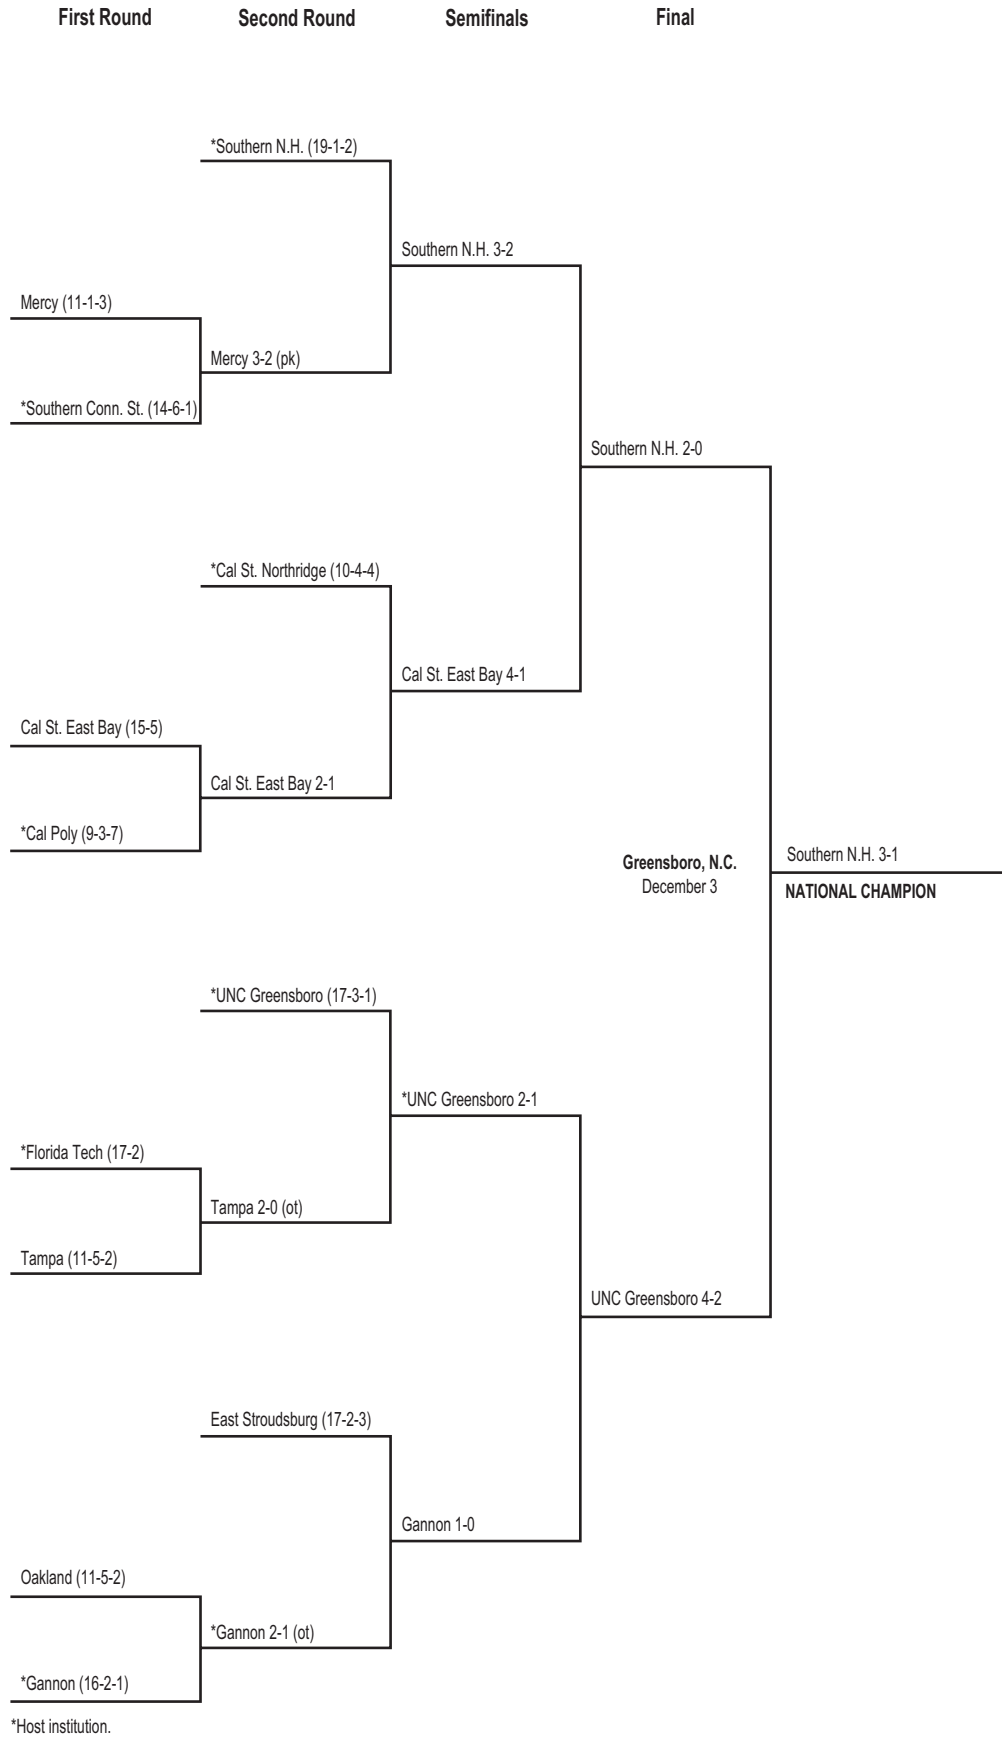 First Round
Second Round
Semifinals
Final
*Southern N.H. (19-1-2)
Southern N.H. 3-2
Mercy (11-1-3)
Mercy 3-2 (pk)
*Southern Conn. St. (14-6-1)
Southern N.H. 2-0
*Cal St. Northridge (10-4-4)
Cal St. East Bay 4-1
Cal St. East Bay (15-5)
Cal St. East Bay 2-1
*Cal Poly (9-3-7)
Greensboro, N.C.
December 3
Southern N.H. 3-1
NATIONAL CHAMPION
*UNC Greensboro (17-3-1)
*UNC Greensboro 2-1
*Florida Tech (17-2)
Tampa 2-0 (ot)
Tampa (11-5-2)
UNC Greensboro 4-2
East Stroudsburg (17-2-3)
Gannon 1-0
Oakland (11-5-2)
*Gannon 2-1 (ot)
*Gannon (16-2-1)
*Host institution.